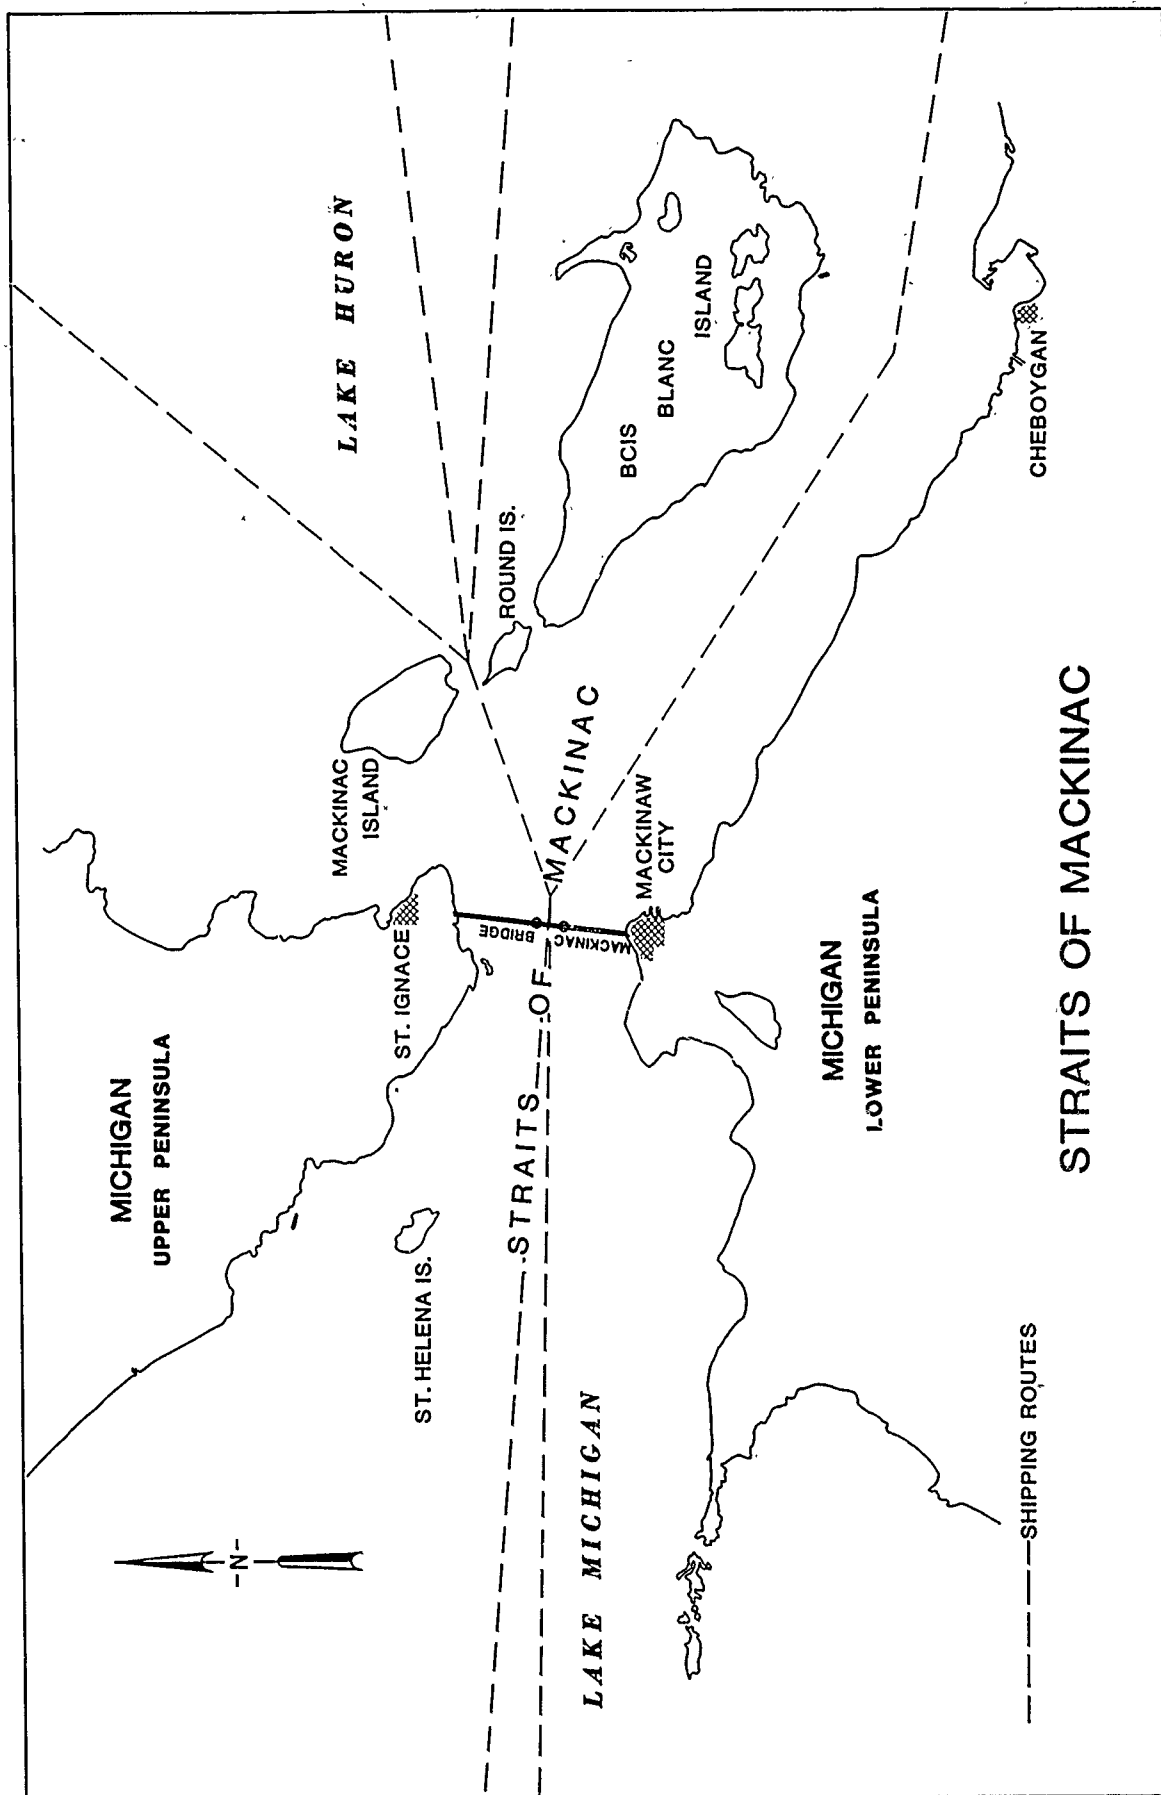 MICHIGAN
UPPER PENINSULA
LAKE HURON
MACKINAC
ISLAND
ST. IGNACE
ROUND IS.
ST. HELENA IS.
-N-
MACKINAC
BRIDGE
STRAITS OF MACKINAC
BCIS
BLANC
ISLAND
LAKE MICHIGAN
MACKINAW
CITY
MICHIGAN
LOWER PENINSULA
CHEBOYGAN
SHIPPING ROUTES
STRAITS OF MACKINAC